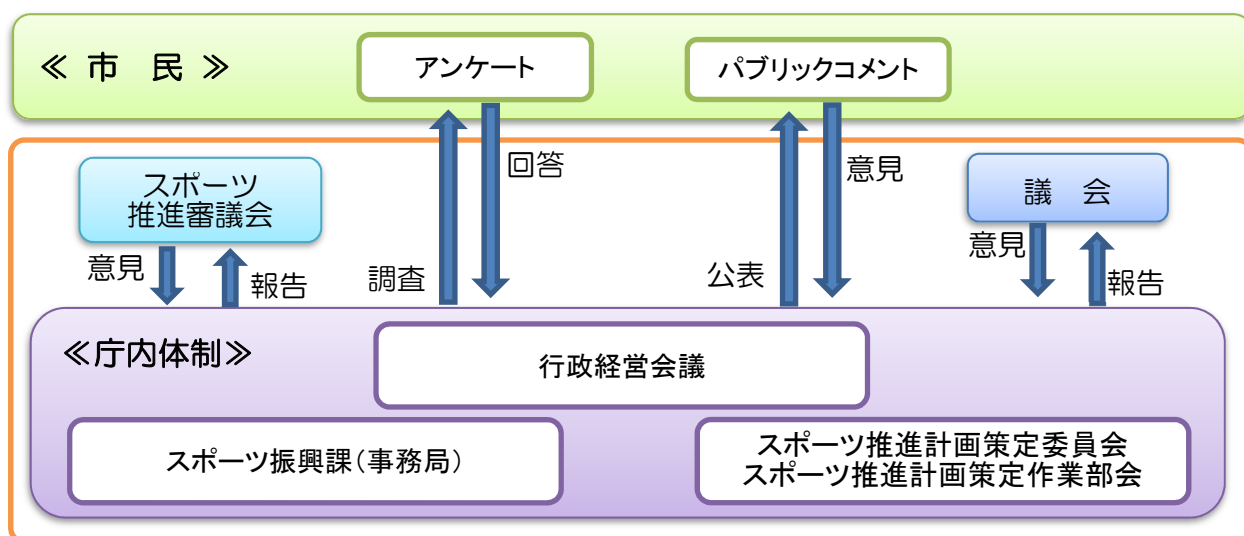 ≪ 市　民 ≫
アンケート
パブリックコメント
回答
意見
スポーツ
推進審議会
議　会
意見
報告
調査
公表
意見
報告
≪庁内体制≫
行政経営会議
スポーツ振興課（事務局）
スポーツ推進計画策定委員会
スポーツ推進計画策定作業部会